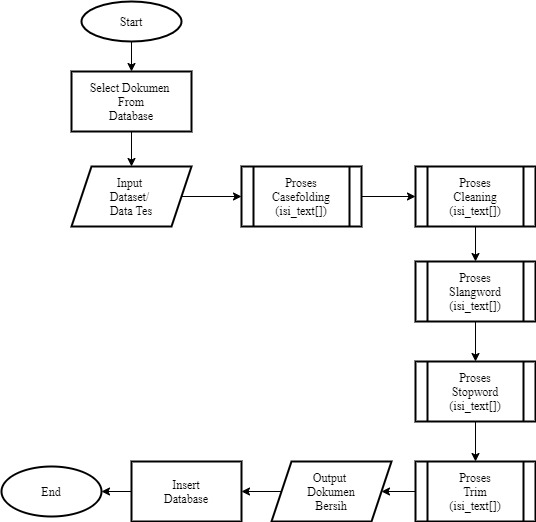 Start
Select Dokumen
From
Database
Input
Dataset/
Data Tes
Proses
Casefolding
(isi_text[])
Proses
Cleaning
(isi_text[])
Proses
Slangword
(isi_text[])
Proses
Stopword
(isi_text[])
Proses
Trim
(isi_text[])
Output
Dokumen
Bersih
Insert
Database
End